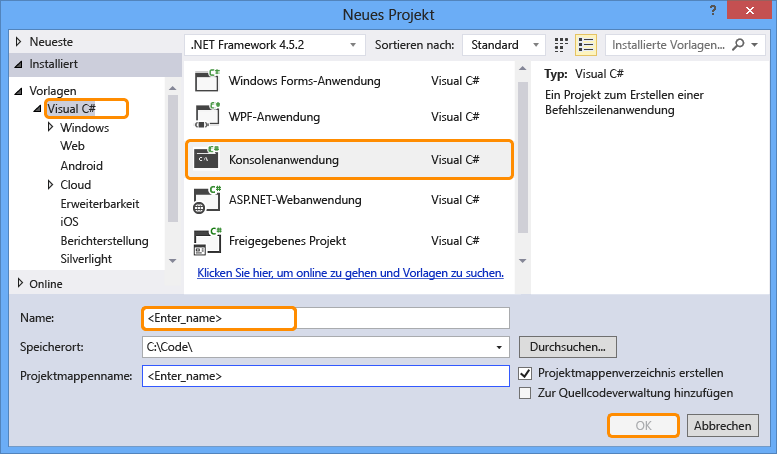 Neues Projekt
?
Neueste
.NET Framework 4.5.2
Sortieren nach:
Standard
Installierte Vorlagen...
Installiert
Vorlagen
Visual C#
Windows
Web
Android
Cloud
Erweiterbarkeit
iOS
Berichterstellung
Silverlight
Online
Windows Forms-Anwendung
Visual C#
WPF-Anwendung
Visual C#
Konsolenanwendung
Visual C#
ASP.NET-Webanwendung
Visual C#
Freigegebenes Projekt
Visual C#
Klicken Sie hier, um online zu gehen und Vorlagen zu suchen.
Typ: Visual C#
Ein Projekt zum Erstellen einer
Befehlszeilenanwendung
Name:
<Enter_name>
Speicherort:
C:\Code\
Durchsuchen...
Projektmappenname:
<Enter_name>
Projektmappenverzeichnis erstellen
Zur Quellcodeverwaltung hinzufügen
OK
Abbrechen